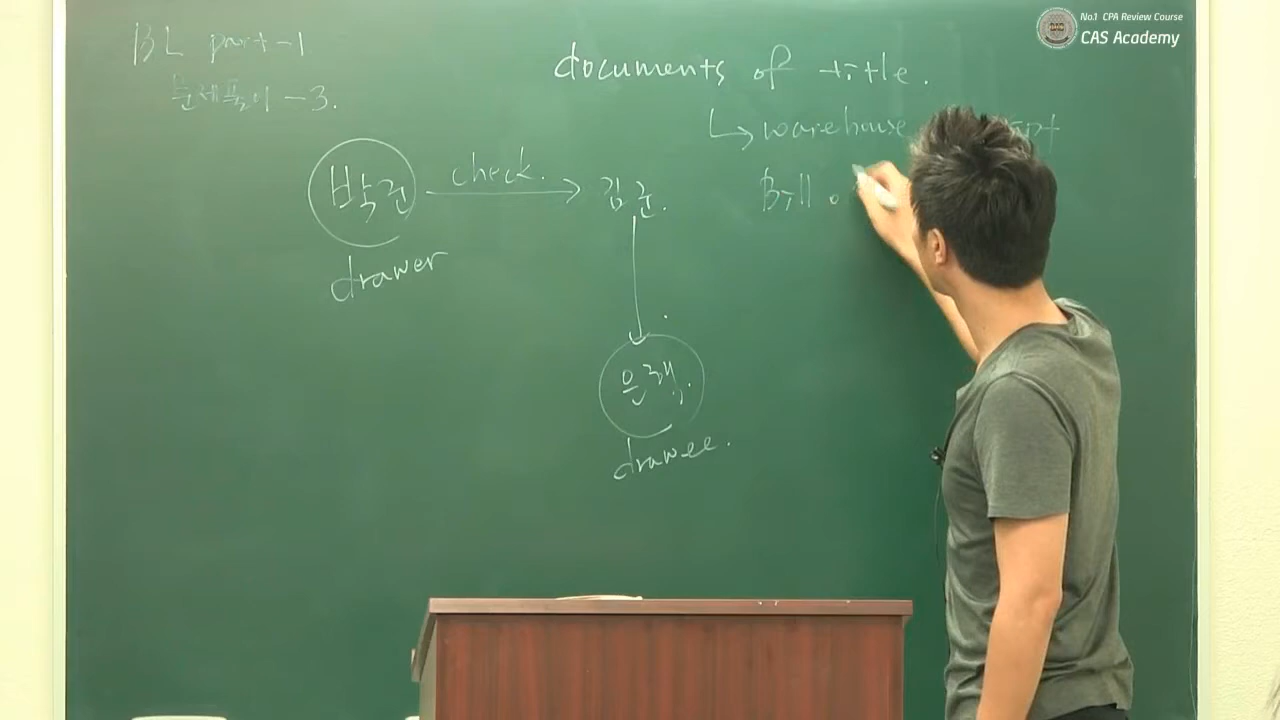 No.1 CPA Review Course
CAS Academy
BL part-1
문제풀이 -3.
documents of title.
↳ warehouse
Bill o
박권
check.
김군.
drawer
은행.
drawee.